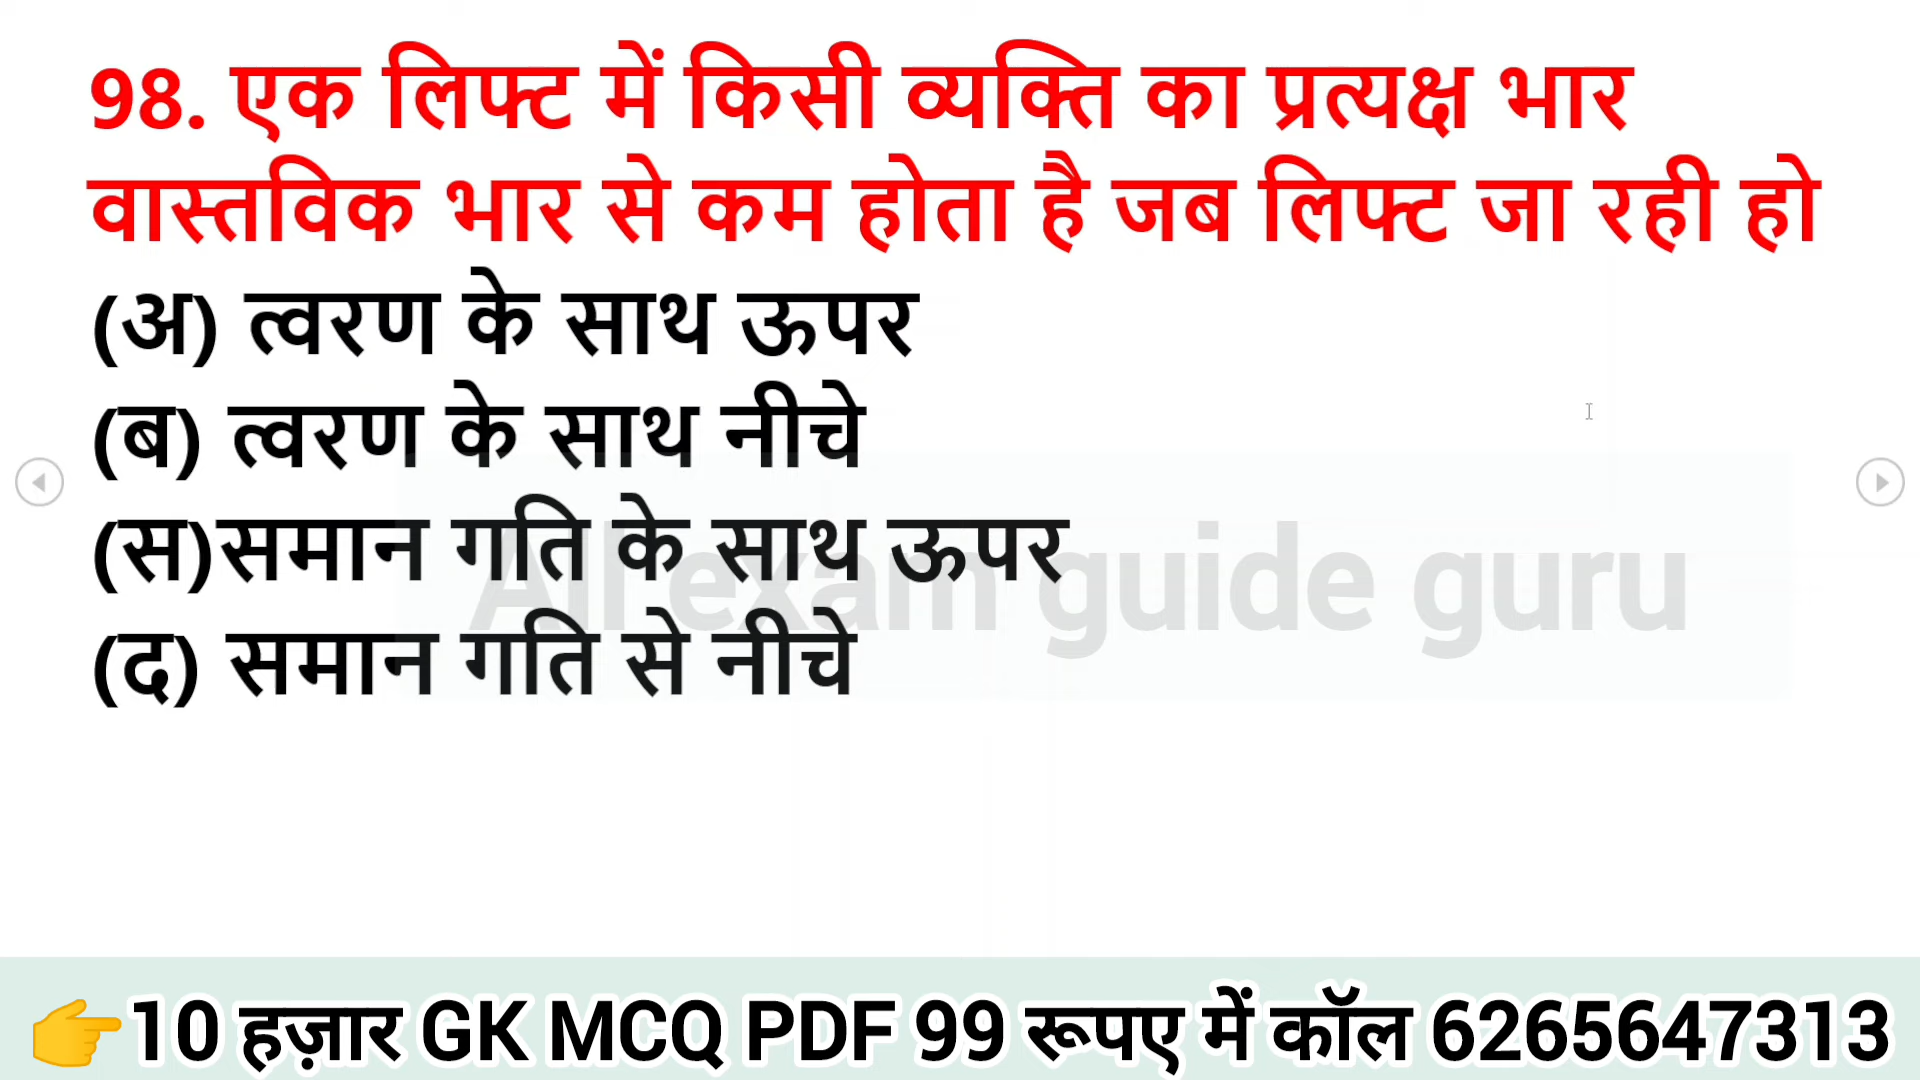 98. एक लिफ्ट में किसी व्यक्ति का प्रत्यक्ष भार
वास्तविक भार से कम होता है जब लिफ्ट जा रही हो
(अ) त्वरण के साथ ऊपर
(ब) त्वरण के साथ नीचे
(स)समान गति के साथ ऊपर
All exam guide guru
(द) समान गति से नीचे
👉10 हज़ार GK MCQ PDF 99 रूपए में कॉल 6265647313